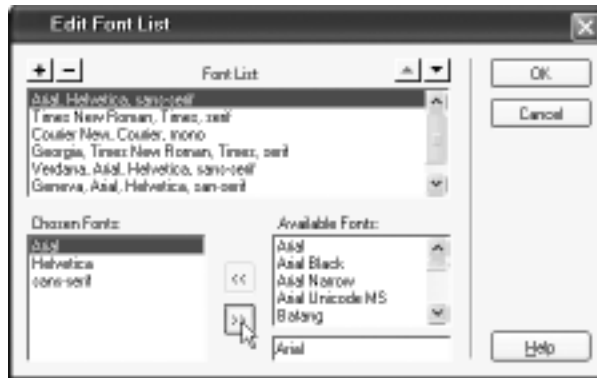 Edit Font List
+ - Font List
OK
Arial, Helvetica, sans-serif
Times New Roman, Times, serif
Courier New, Courier, mono
Georgia, Times New Roman, Times, serif
Verdana, Arial, Helvetica, sans-serif
Geneva, Arial, Helvetica, san-serif
Cancel
Chosen Fonts:
Arial
Helvetica
sans-serif
<<
>>
Available Fonts:
Arial
Arial Black
Arial Narrow
Arial Unicode MS
Batang
Arial
Help